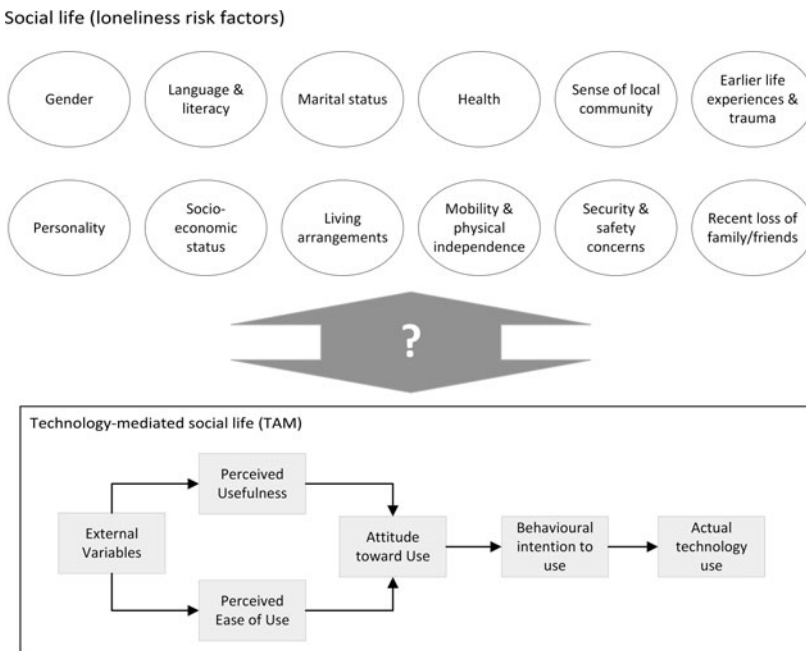 Social life (loneliness risk factors)
Gender
Language &
literacy
Marital status
Health
Sense of local
community
Earlier life
experiences &
trauma
Personality
Socio-
economic
status
Living
arrangements
Mobility &
physical
independence
Security &
safety
concerns
Recent loss of
family/friends
?
Technology-mediated social life (TAM)
External
Variables
Perceived
Usefulness
Perceived
Ease of Use
Attitude
toward Use
Behavioural
intention to
use
Actual
technology
use